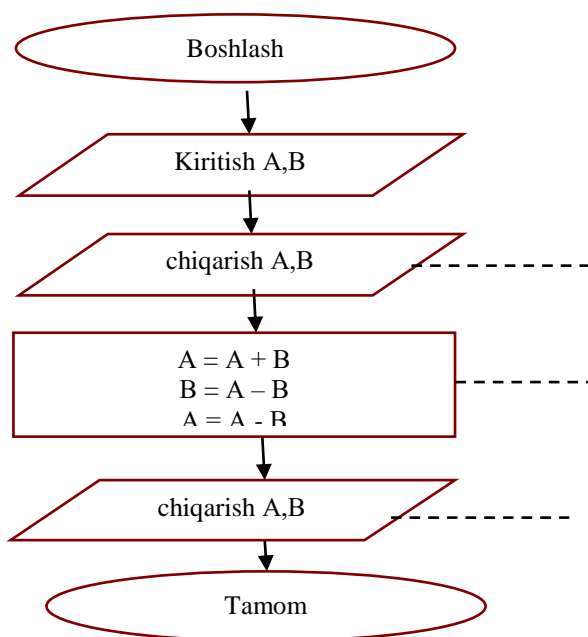 Boshlash
Kiritish A,B
chiqarish A,B
A = A + B
B = A – B
A = A - B
chiqarish A,B
Tamom